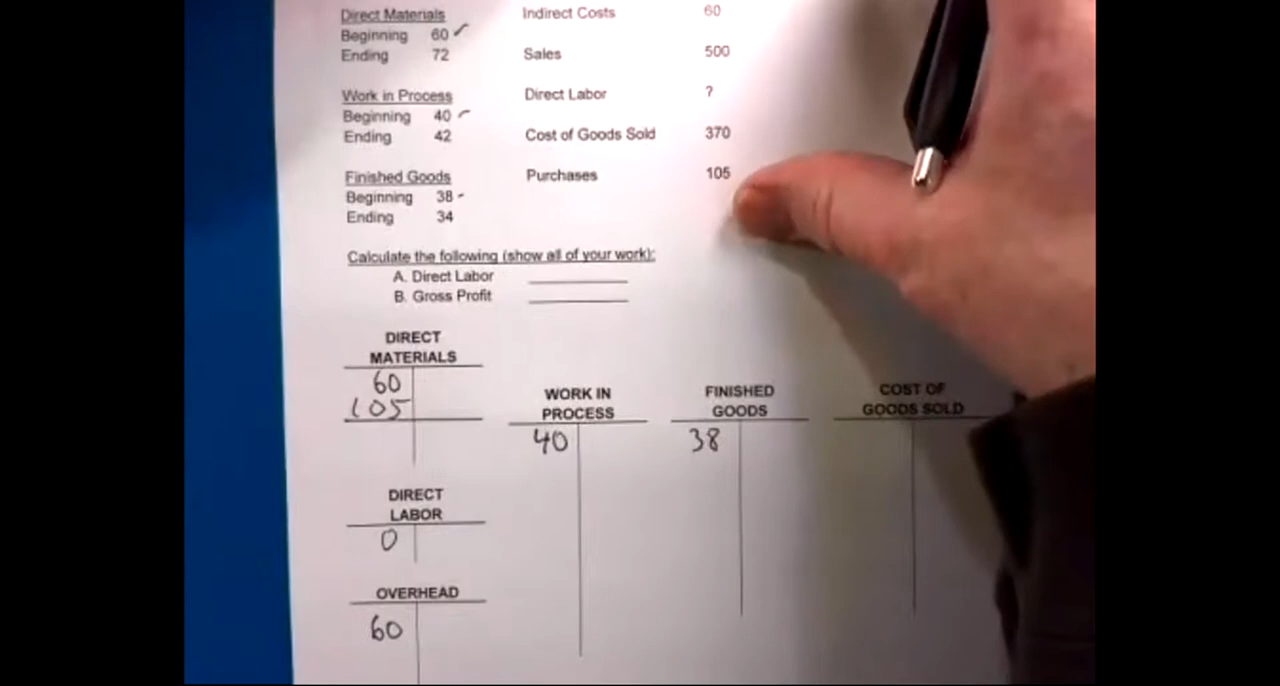 Direct Materials
Beginning 60 ✓
Ending 72
Work in Process
Beginning 40
Ending 42
Finished Goods
Beginning 38
Ending 34
Indirect Costs 60
Sales 500
Direct Labor ?
Cost of Goods Sold 370
Purchases 105
Calculate the following (show all of your work):
A. Direct Labor
B. Gross Profit
DIRECT
MATERIALS
60
105
DIRECT
LABOR
0
OVERHEAD
60
WORK IN
PROCESS
40
FINISHED
GOODS
38
COST OF
GOODS SOLD